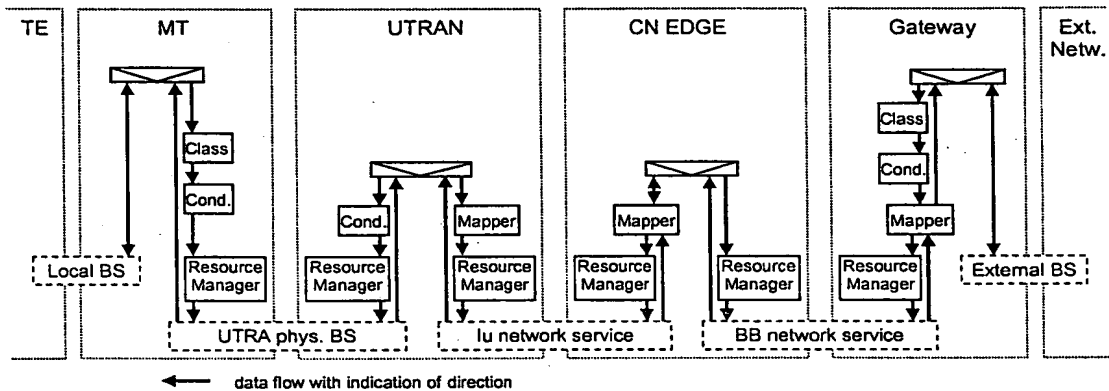 TE
MT
UTRAN
CN EDGE
Gateway
Ext.
Netw.
Class
Cond.
Resource
Manager
Local BS
Cond.
Resource
Manager
Mapper
Resource
Manager
Mapper
Resource
Manager
Resource
Manager
Class
Cond.
Mapper
Resource
Manager
External BS
UTRA phys. BS
Iu network service
BB network service
data flow with indication of direction